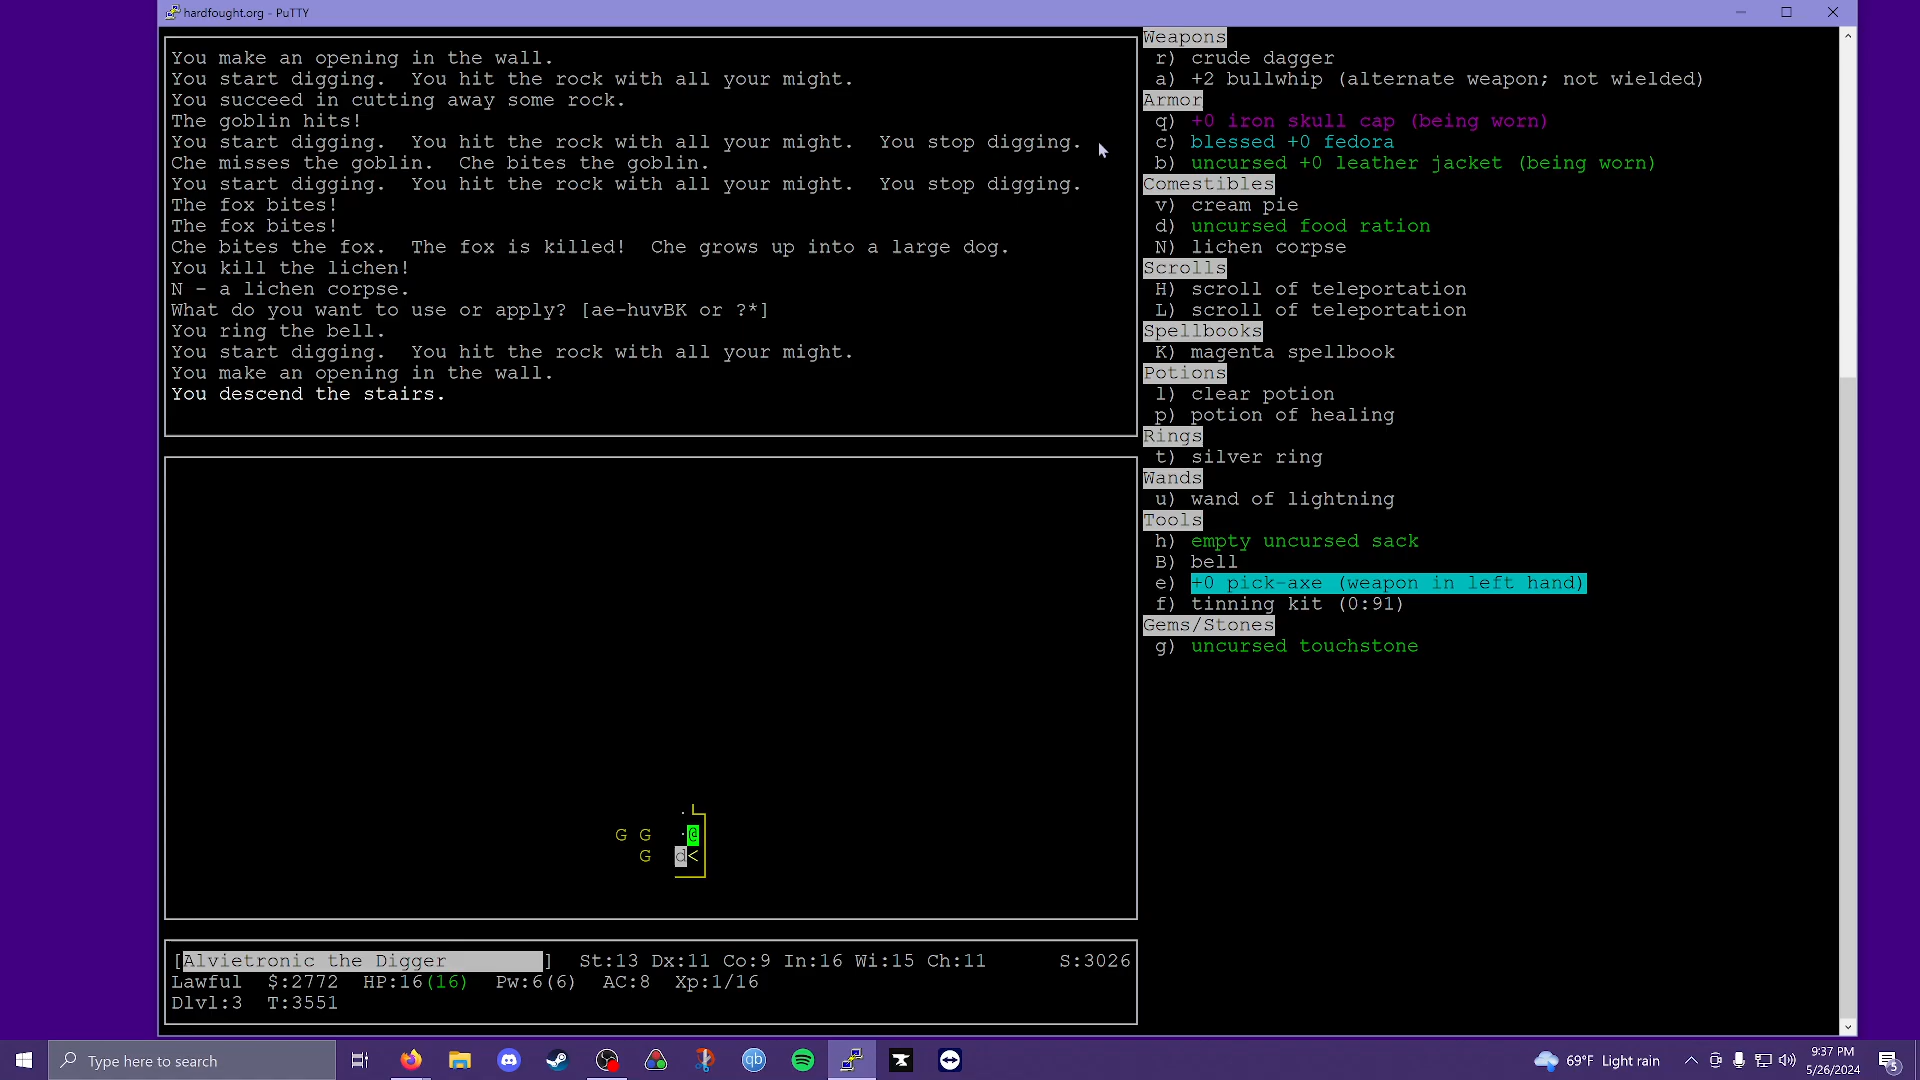 hardfought.org - PuTTY
You make an opening in the wall.
You start digging.  You hit the rock with all your might.
You succeed in cutting away some rock.
The goblin hits!
You start digging.  You hit the rock with all your might.  You stop digging.
Che misses the goblin.  Che bites the goblin.
You start digging.  You hit the rock with all your might.  You stop digging.
The fox bites!
The fox bites!
Che bites the fox.  The fox is killed!  Che grows up into a large dog.
You kill the lichen!
N - a lichen corpse.
What do you want to use or apply? [ae-huvBK or ?*]
You ring the bell.
You start digging.  You hit the rock with all your might.
You make an opening in the wall.
You descend the stairs.
G G  .@
G  d<
[Alvietronic the Digger] St:13 Dx:11 Co:9 In:16 Wi:15 Ch:11 S:3026
Lawful $:2772 HP:16(16) Pw:6(6) AC:8 Xp:1/16
Dlvl:3 T:3551
Weapons
r) crude dagger
a) +2 bullwhip (alternate weapon; not wielded)
Armor
q) +0 iron skull cap (being worn)
c) blessed +0 fedora
b) uncursed +0 leather jacket (being worn)
Comestibles
v) cream pie
d) uncursed food ration
N) lichen corpse
Scrolls
H) scroll of teleportation
L) scroll of teleportation
Spellbooks
K) magenta spellbook
Potions
l) clear potion
p) potion of healing
Rings
t) silver ring
Wands
u) wand of lightning
Tools
h) empty uncursed sack
B) bell
e) +0 pick-axe (weapon in left hand)
f) tinning kit (0:91)
Gems/Stones
g) uncursed touchstone
Type here to search
qb
69°F Light rain
9:37 PM
5/26/2024
5